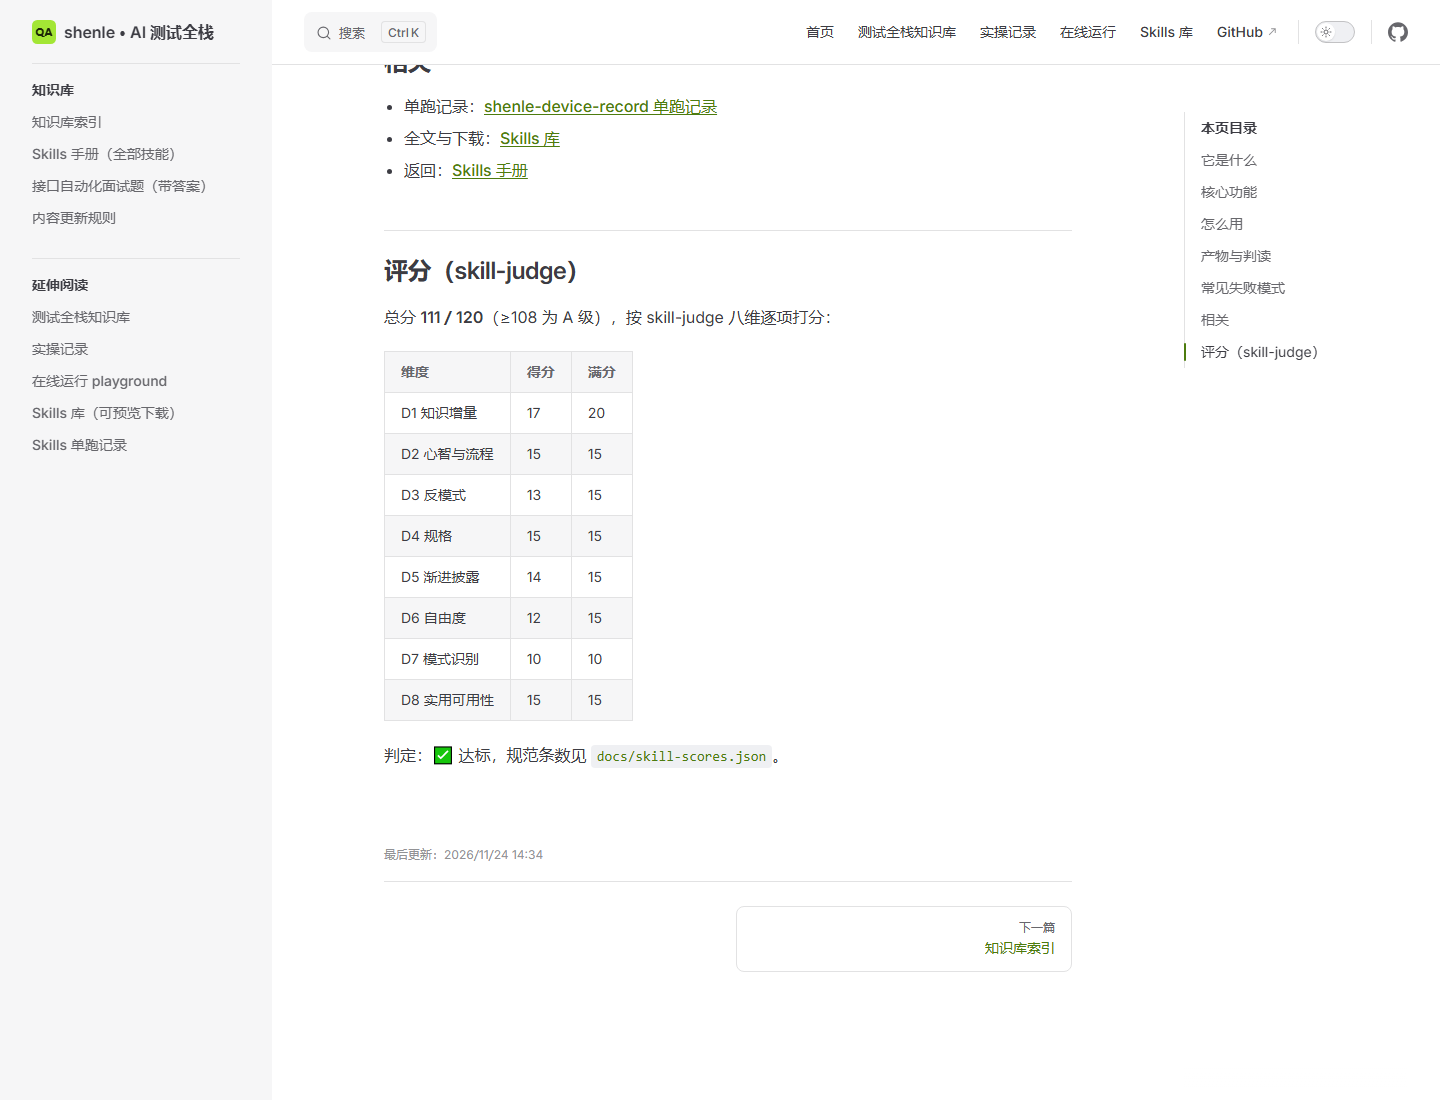 QA shenle • AI 测试全栈
搜索 Ctrl K
首页 测试全栈知识库 实操记录 在线运行 Skills 库 GitHub ↗
知识库
知识库索引
Skills 手册（全部技能）
接口自动化面试题（带答案）
内容更新规则
延伸阅读
测试全栈知识库
实操记录
在线运行 playground
Skills 库（可预览下载）
Skills 单跑记录
相关
• 单跑记录：shenle-device-record 单跑记录
• 全文与下载：Skills 库
• 返回：Skills 手册
评分（skill-judge）
总分 111 / 120（≥108 为 A 级），按 skill-judge 八维逐项打分：
维度 得分 满分
D1 知识增量 17 20
D2 心智与流程 15 15
D3 反模式 13 15
D4 规格 15 15
D5 渐进披露 14 15
D6 自由度 12 15
D7 模式识别 10 10
D8 实用可用性 15 15
判定：✅ 达标，规范条数见 docs/skill-scores.json。
最后更新：2026/11/24 14:34
下一篇
知识库索引
本页目录
它是什么
核心功能
怎么用
产物与判读
常见失败模式
相关
评分（skill-judge）